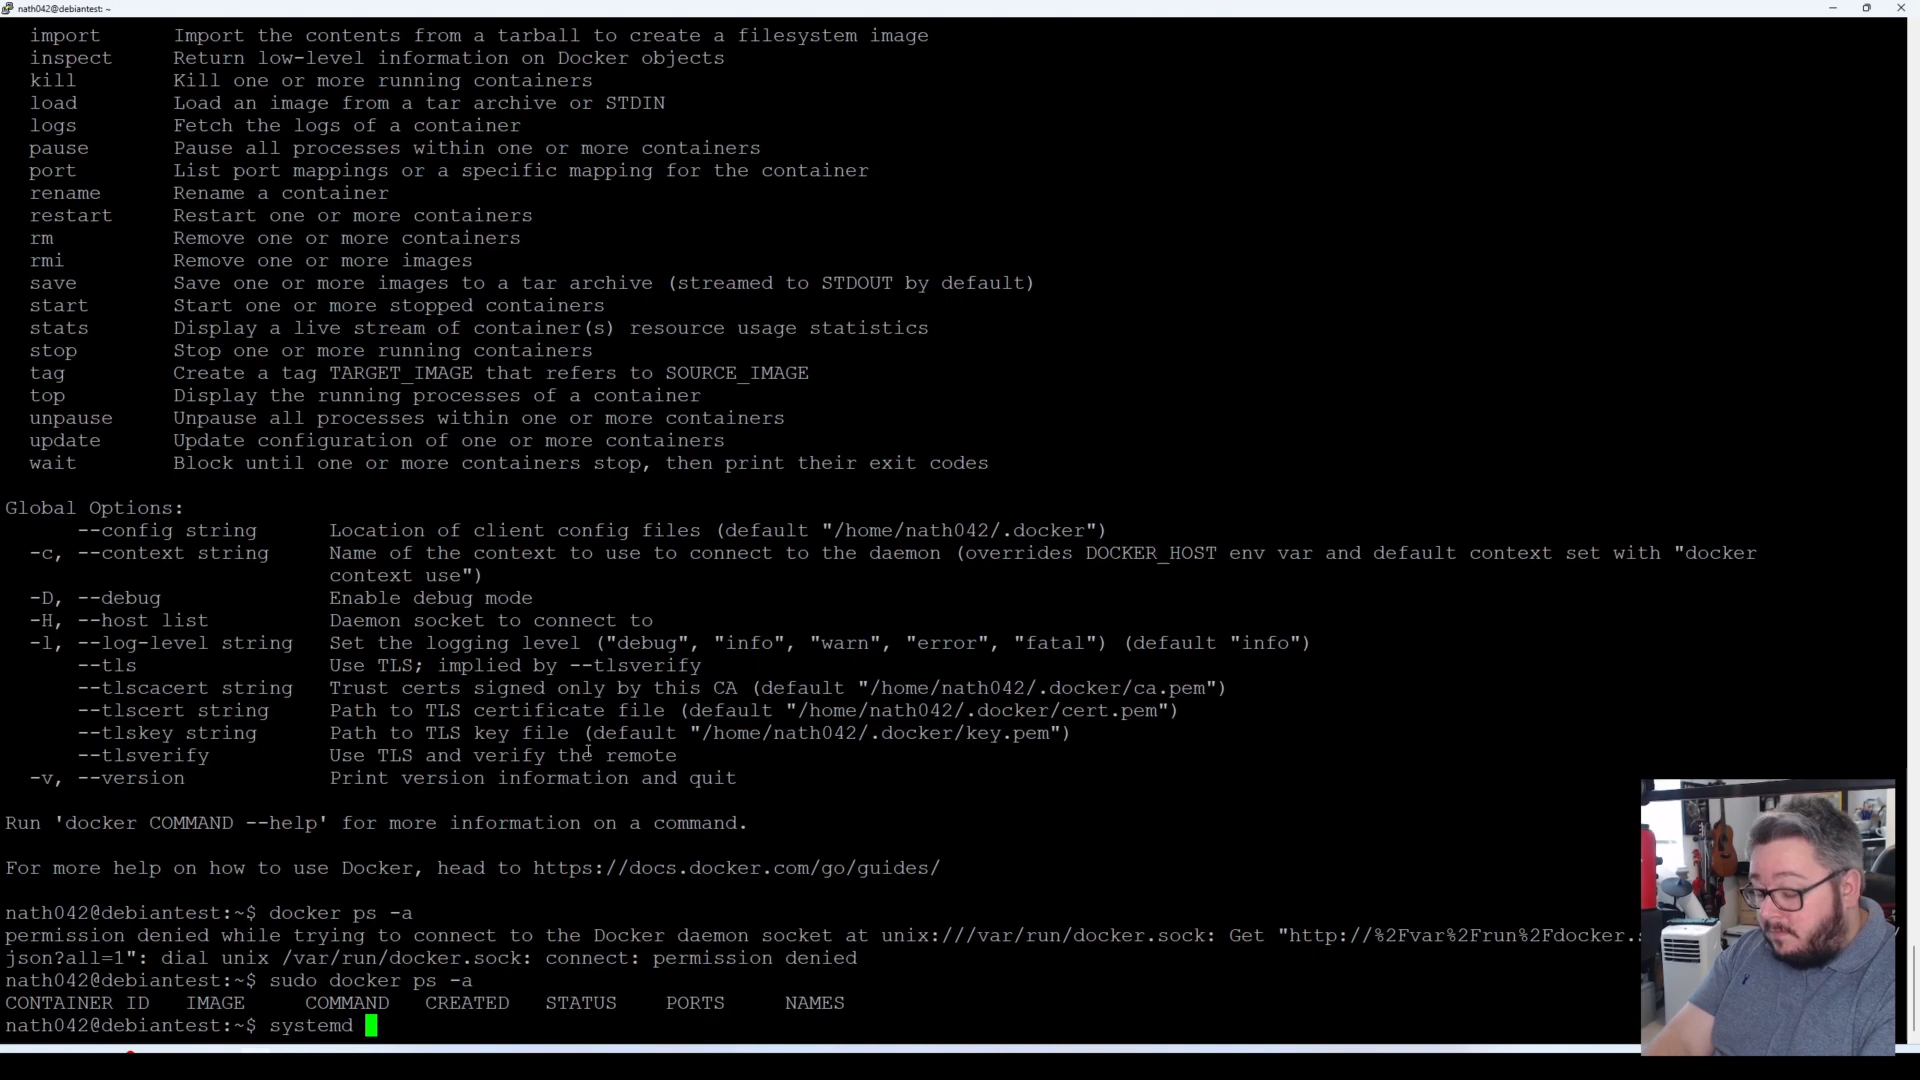 nath042@debiantest: ~
import Import the contents from a tarball to create a filesystem image
inspect Return low-level information on Docker objects
kill Kill one or more running containers
load Load an image from a tar archive or STDIN
logs Fetch the logs of a container
pause Pause all processes within one or more containers
port List port mappings or a specific mapping for the container
rename Rename a container
restart Restart one or more containers
rm Remove one or more containers
rmi Remove one or more images
save Save one or more images to a tar archive (streamed to STDOUT by default)
start Start one or more stopped containers
stats Display a live stream of container(s) resource usage statistics
stop Stop one or more running containers
tag Create a tag TARGET_IMAGE that refers to SOURCE_IMAGE
top Display the running processes of a container
unpause Unpause all processes within one or more containers
update Update configuration of one or more containers
wait Block until one or more containers stop, then print their exit codes
Global Options:
--config string Location of client config files (default "/home/nath042/.docker")
-c, --context string Name of the context to use to connect to the daemon (overrides DOCKER_HOST env var and default context set with "docker
context use")
-D, --debug Enable debug mode
-H, --host list Daemon socket to connect to
-l, --log-level string Set the logging level ("debug", "info", "warn", "error", "fatal") (default "info")
--tls Use TLS; implied by --tlsverify
--tlscacert string Trust certs signed only by this CA (default "/home/nath042/.docker/ca.pem")
--tlscert string Path to TLS certificate file (default "/home/nath042/.docker/cert.pem")
--tlskey string Path to TLS key file (default "/home/nath042/.docker/key.pem")
--tlsverify Use TLS and verify the remote
-v, --version Print version information and quit
Run 'docker COMMAND --help' for more information on a command.
For more help on how to use Docker, head to https://docs.docker.com/go/guides/
nath042@debiantest:~$ docker ps -a
permission denied while trying to connect to the Docker daemon socket at unix:///var/run/docker.sock: Get "http://%2Fvar%2Frun%2Fdocker.
json?all=1": dial unix /var/run/docker.sock: connect: permission denied
nath042@debiantest:~$ sudo docker ps -a
CONTAINER ID IMAGE COMMAND CREATED STATUS PORTS NAMES
nath042@debiantest:~$ systemd